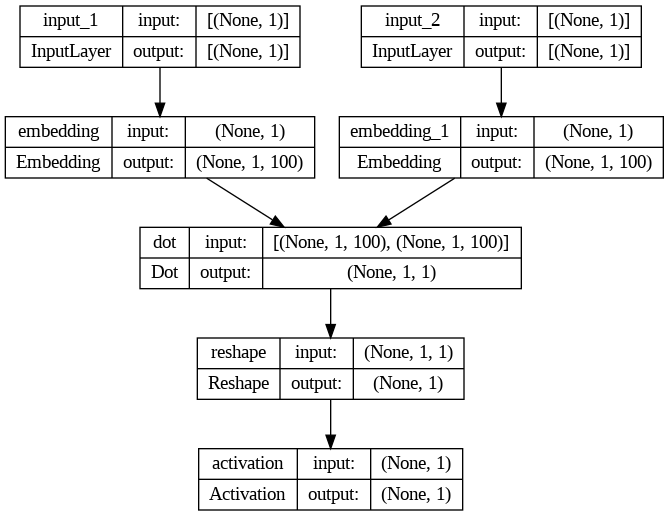 input_1 input: [(None, 1)]
InputLayer output: [(None, 1)]
input_2 input: [(None, 1)]
InputLayer output: [(None, 1)]
embedding input: (None, 1)
Embedding output: (None, 1, 100)
embedding_1 input: (None, 1)
Embedding output: (None, 1, 100)
dot input: [(None, 1, 100), (None, 1, 100)]
Dot output: (None, 1, 1)
reshape input: (None, 1, 1)
Reshape output: (None, 1)
activation input: (None, 1)
Activation output: (None, 1)